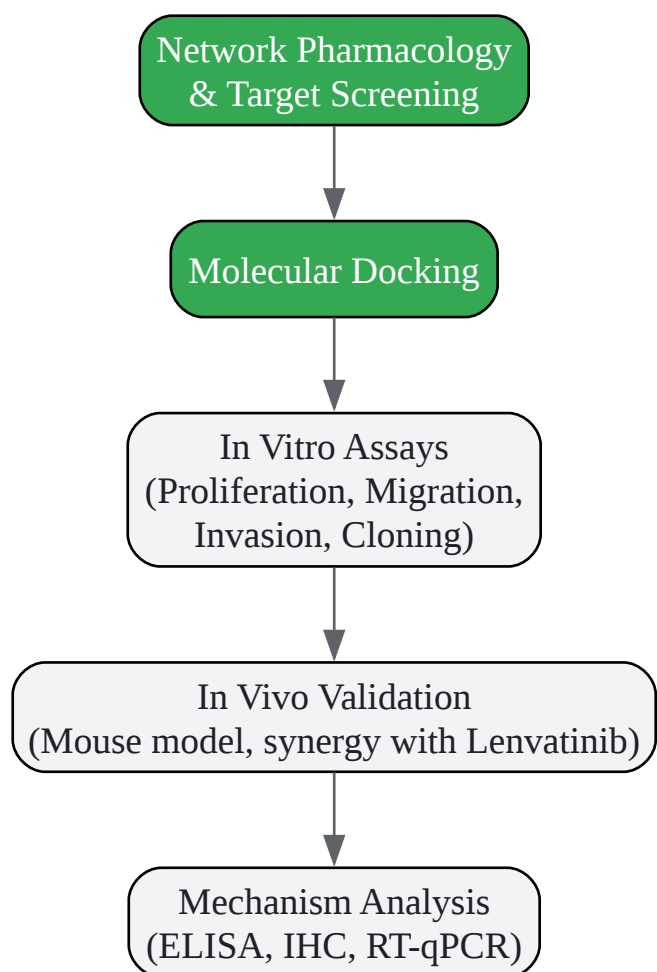 Network Pharmacology
& Target Screening
Molecular Docking
In Vitro Assays
(Proliferation, Migration,
Invasion, Cloning)
In Vivo Validation
(Mouse model, synergy with Lenvatinib)
Mechanism Analysis
(ELISA, IHC, RT-qPCR)